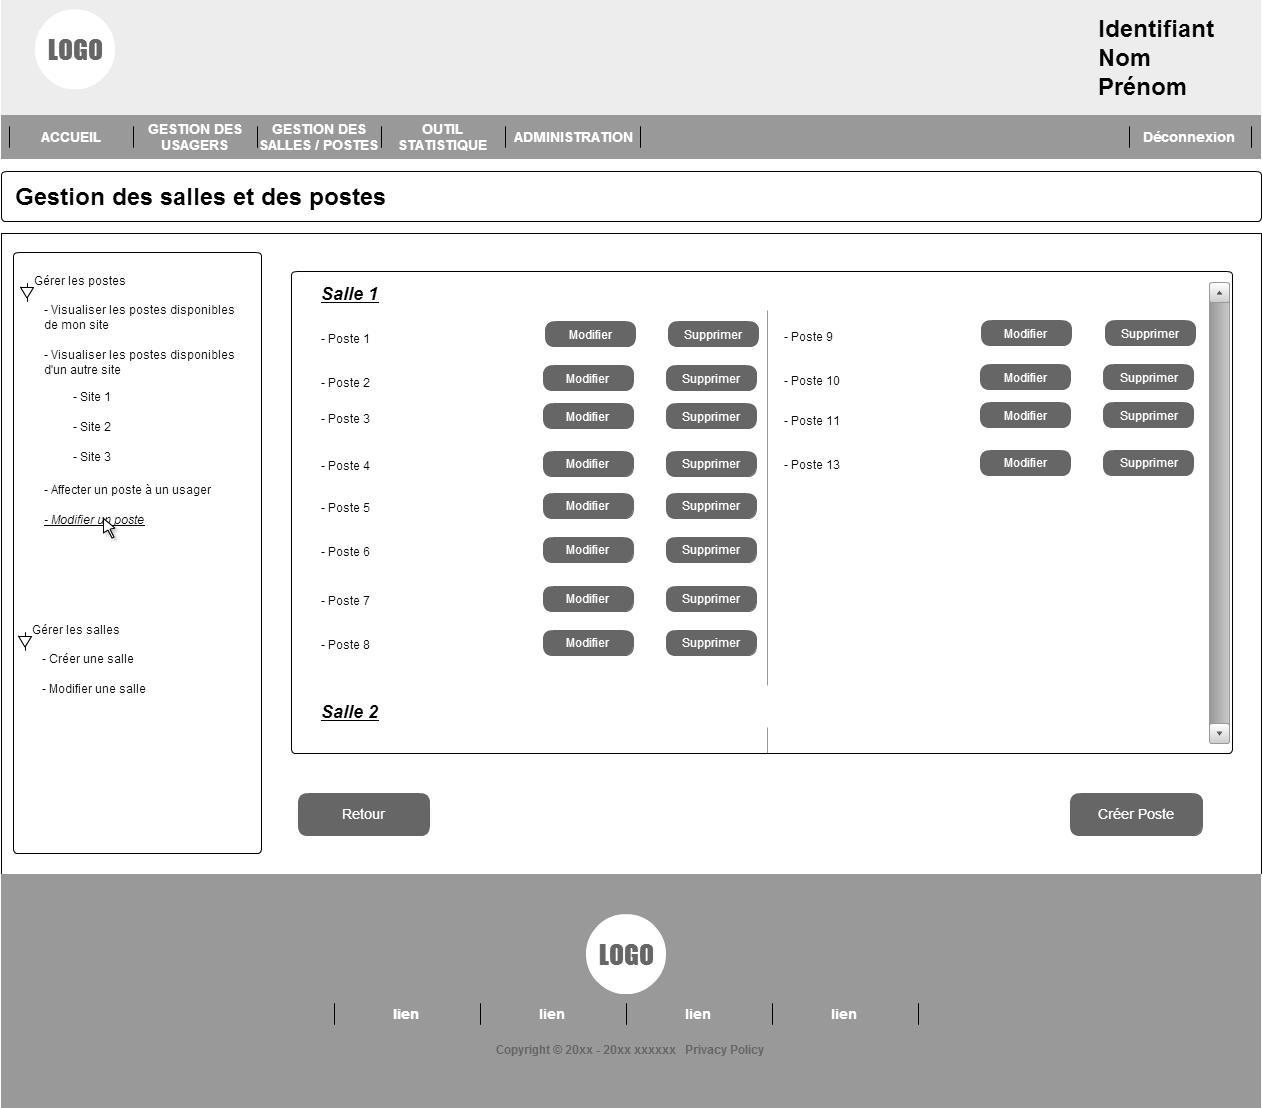 LOGO
Identifiant
Nom
Prénom
ACCUEIL
GESTION DES
USAGERS
GESTION DES
SALLES / POSTES
OUTIL
STATISTIQUE
ADMINISTRATION
Déconnexion
Gestion des salles et des postes
Gérer les postes
- Visualiser les postes disponibles
de mon site
- Visualiser les postes disponibles
d'un autre site
- Site 1
- Site 2
- Site 3
- Affecter un poste à un usager
- Modifier un poste
Gérer les salles
- Créer une salle
- Modifier une salle
Salle 1
- Poste 1 Modifier Supprimer
- Poste 2 Modifier Supprimer
- Poste 3 Modifier Supprimer
- Poste 4 Modifier Supprimer
- Poste 5 Modifier Supprimer
- Poste 6 Modifier Supprimer
- Poste 7 Modifier Supprimer
- Poste 8 Modifier Supprimer
- Poste 9 Modifier Supprimer
- Poste 10 Modifier Supprimer
- Poste 11 Modifier Supprimer
- Poste 13 Modifier Supprimer
Salle 2
Retour
Créer Poste
LOGO
lien lien lien lien
Copyright © 20xx - 20xx xxxxxx Privacy Policy